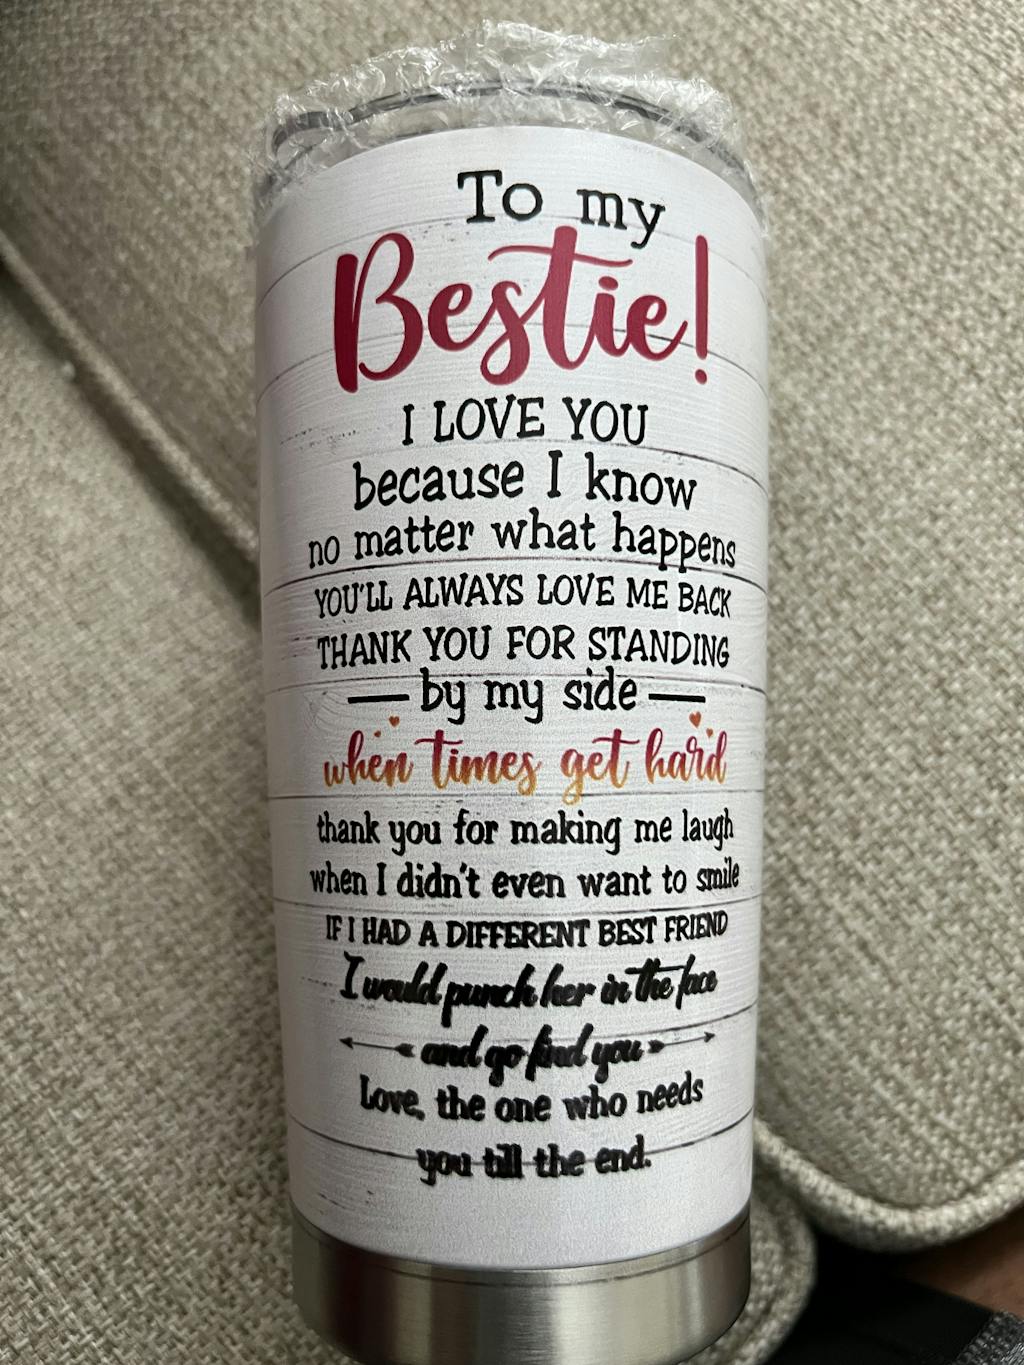 To my
Bestie!
I LOVE YOU
because I know
no matter what happens
YOU'LL ALWAYS LOVE ME BACK
THANK YOU FOR STANDING
by my side
when times get hard
thank you for making me laugh
when I didn't even want to smile
IF I HAD A DIFFERENT BEST FRIEND
I would punch her in the face
and go find you
Love, the one who needs
you till the end.